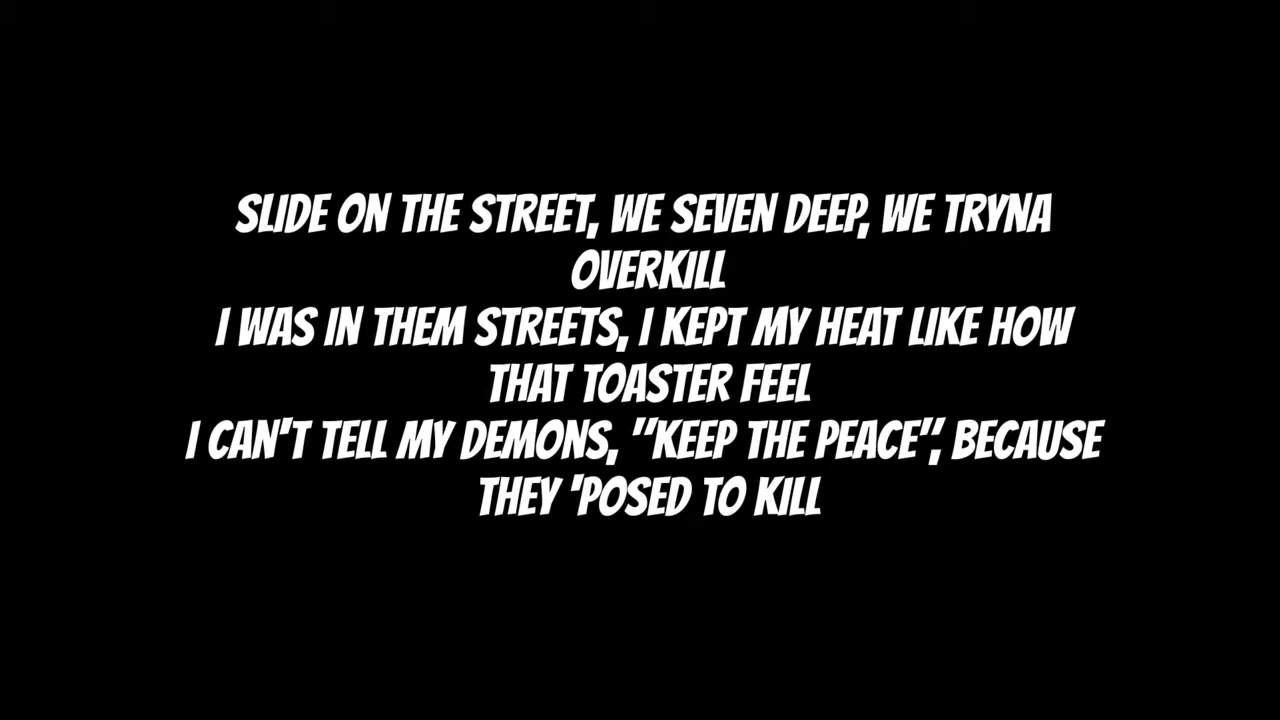 SLIDE ON THE STREET, WE SEVEN DEEP, WE TRYNA
OVERKILL
I WAS IN THEM STREETS, I KEPT MY HEAT LIKE HOW
THAT TOASTER FEEL
I CAN'T TELL MY DEMONS, "KEEP THE PEACE", BECAUSE
THEY 'POSED TO KILL